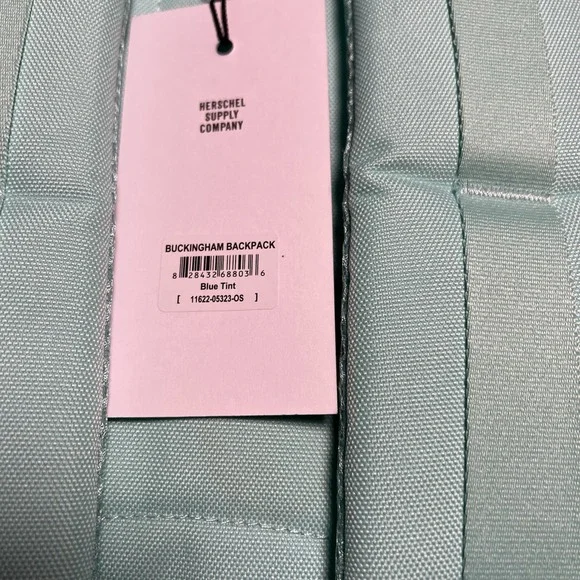 HERSCHEL
SUPPLY
COMPANY
BUCKINGHAM BACKPACK
8 28432 68803 6
Blue Tint
[ 11622-05323-OS ]